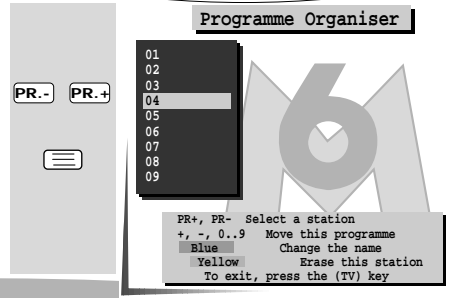 Programme Organiser
PR.- PR.+
01
02
03
04
05
06
07
08
09
M6
PR+, PR- Select a station
+, -, 0..9 Move this programme
Blue Change the name
Yellow Erase this station
To exit, press the (TV) key